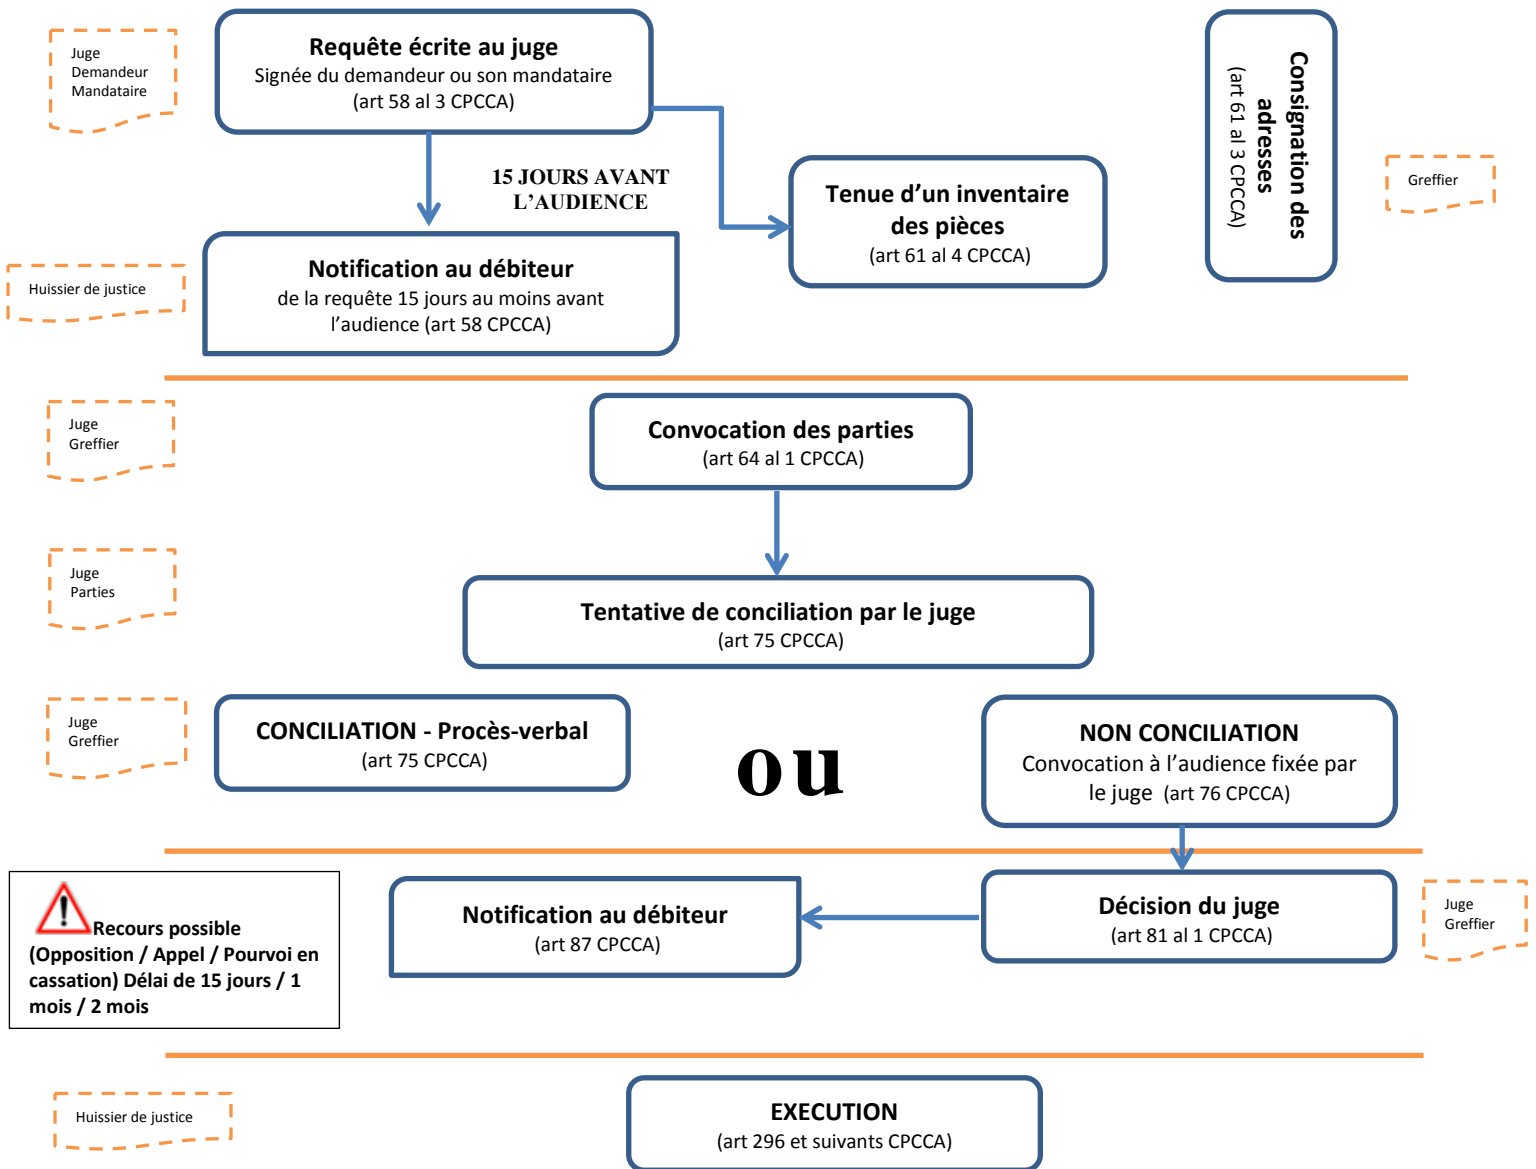 Juge
Demandeur
Mandataire
Requête écrite au juge
Signée du demandeur ou son mandataire
(art 58 al 3 CPCCA)
Consignation des
adresses
(art 61 al 3 CPCCA)
15 JOURS AVANT
L’AUDIENCE
Tenue d’un inventaire
des pièces
(art 61 al 4 CPCCA)
Greffier
Huissier de justice
Notification au débiteur
de la requête 15 jours au moins avant
l’audience (art 58 CPCCA)
Juge
Greffier
Convocation des parties
(art 64 al 1 CPCCA)
Juge
Parties
Tentative de conciliation par le juge
(art 75 CPCCA)
Juge
Greffier
CONCILIATION - Procès-verbal
(art 75 CPCCA)
ou
NON CONCILIATION
Convocation à l’audience fixée par
le juge (art 76 CPCCA)
Recours possible
(Opposition / Appel / Pourvoi en
cassation) Délai de 15 jours / 1
mois / 2 mois
Notification au débiteur
(art 87 CPCCA)
Décision du juge
(art 81 al 1 CPCCA)
Juge
Greffier
Huissier de justice
EXECUTION
(art 296 et suivants CPCCA)